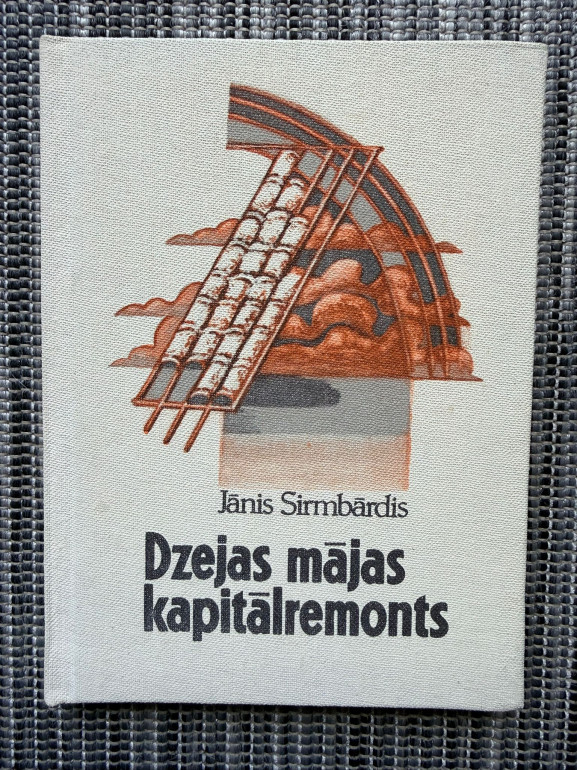 Jānis Sirmbārdis
Dzejas mājas
kapitālremonts